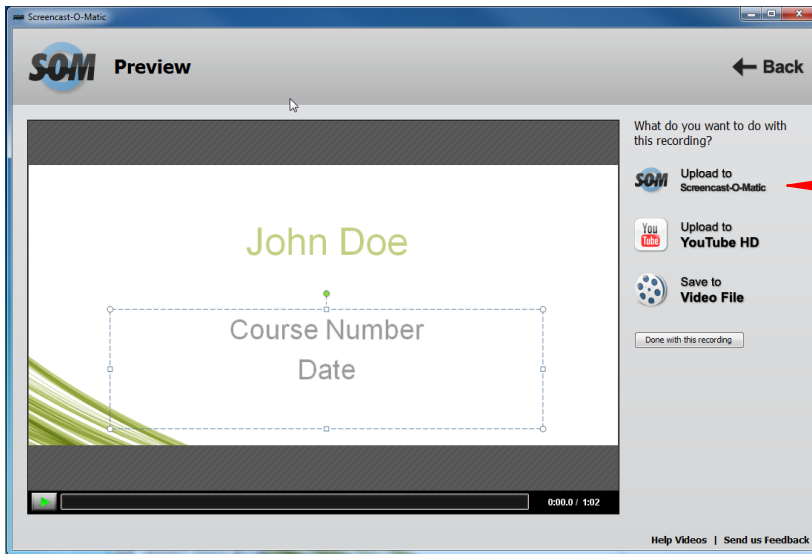 SOM Screencast-O-Matic
SOM Preview
Back
What do you want to do with
this recording?
John Doe
Course Number
Date
SOM Upload to
Screencast-O-Matic
You Tube Upload to
YouTube HD
Save to
Video File
Done with this recording
0:00.0 / 1:02
Help Videos | Send us Feedback